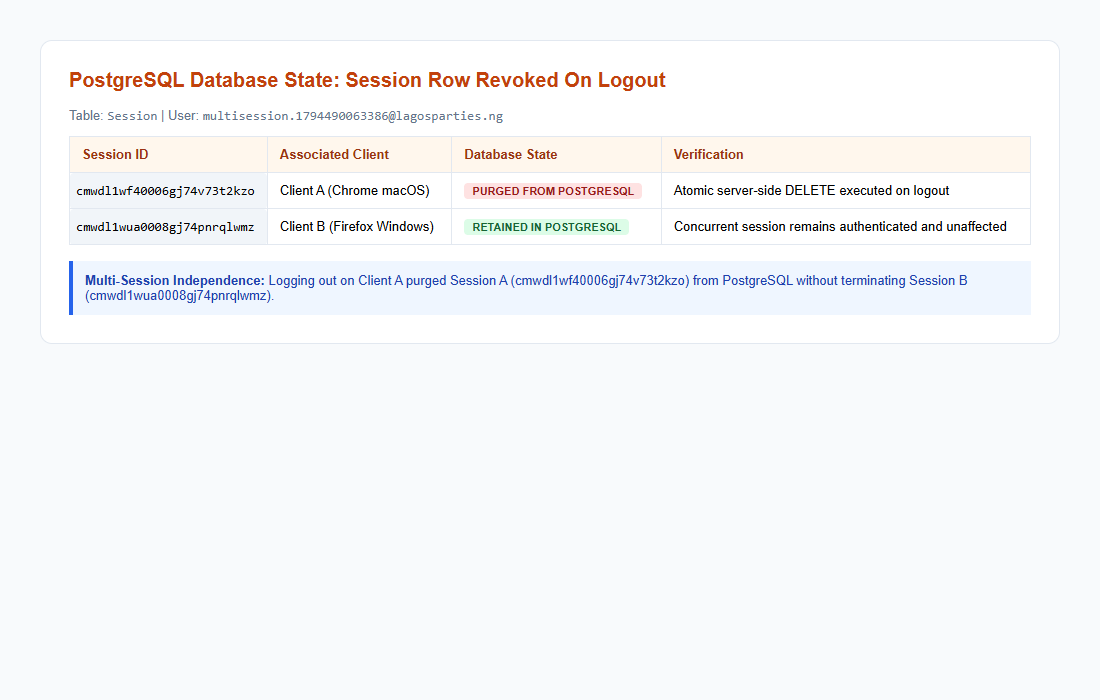 PostgreSQL Database State: Session Row Revoked On Logout
Table: Session | User: multisession.1794490063386@lagosparties.ng
Session ID Associated Client Database State Verification
cmwdl1wf40006gj74v73t2kzo Client A (Chrome macOS) PURGED FROM POSTGRESQL Atomic server-side DELETE executed on logout
cmwdl1wua0008gj74pnrqlwmz Client B (Firefox Windows) RETAINED IN POSTGRESQL Concurrent session remains authenticated and unaffected
Multi-Session Independence: Logging out on Client A purged Session A (cmwdl1wf40006gj74v73t2kzo) from PostgreSQL without terminating Session B
(cmwdl1wua0008gj74pnrqlwmz).